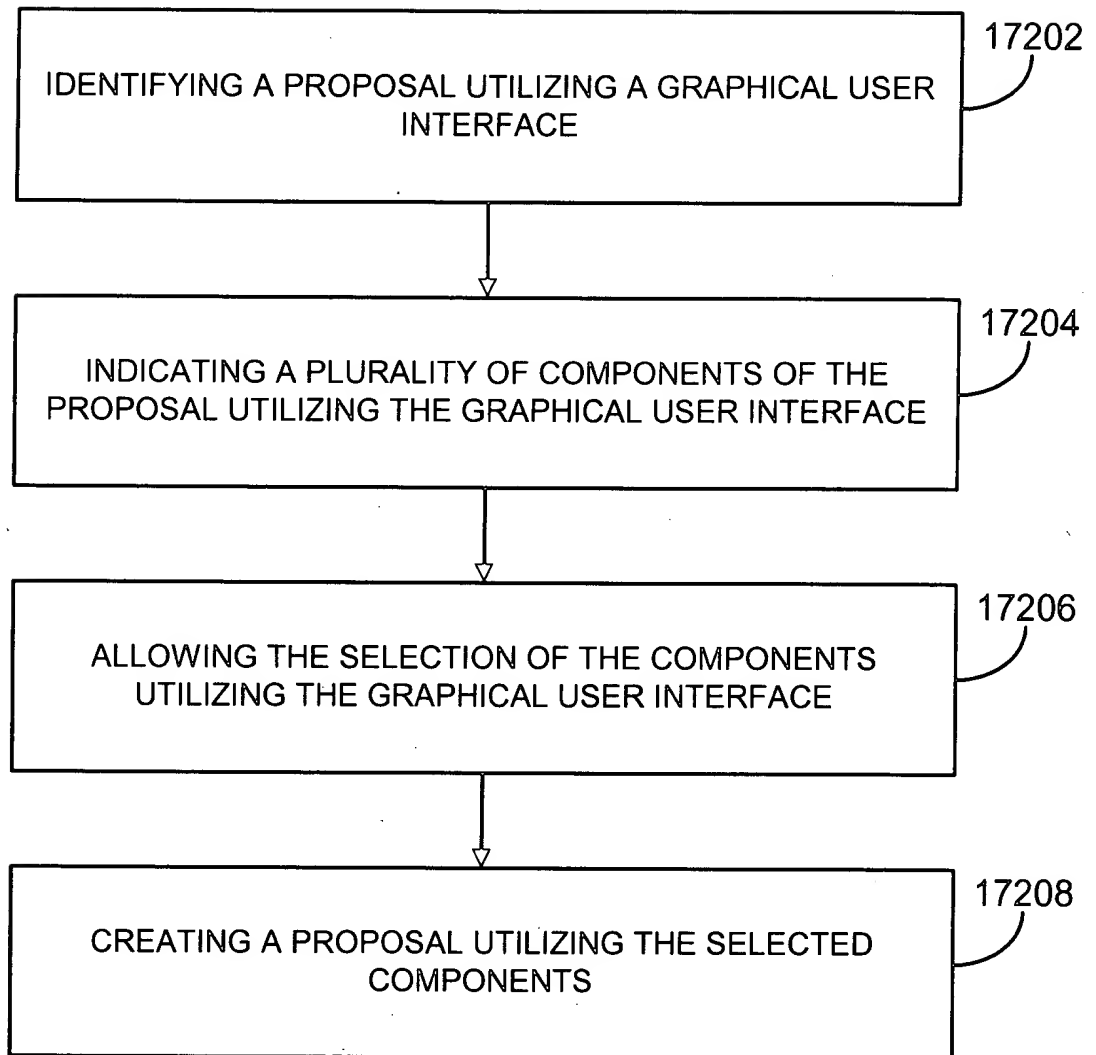 17202
IDENTIFYING A PROPOSAL UTILIZING A GRAPHICAL USER
INTERFACE
17204
INDICATING A PLURALITY OF COMPONENTS OF THE
PROPOSAL UTILIZING THE GRAPHICAL USER INTERFACE
17206
ALLOWING THE SELECTION OF THE COMPONENTS
UTILIZING THE GRAPHICAL USER INTERFACE
17208
CREATING A PROPOSAL UTILIZING THE SELECTED
COMPONENTS